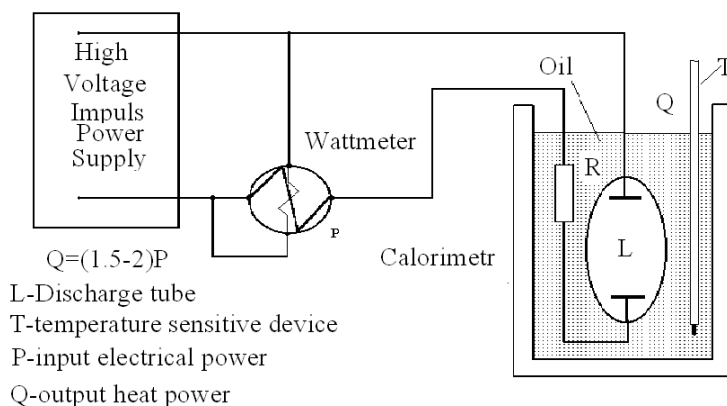 High
Voltage
Impuls
Power
Supply
Wattmeter
P
Oil
Q
T
R
L
Calorimetr
Q=(1.5-2)P
L-Discharge tube
T-temperature sensitive device
P-input electrical power
Q-output heat power